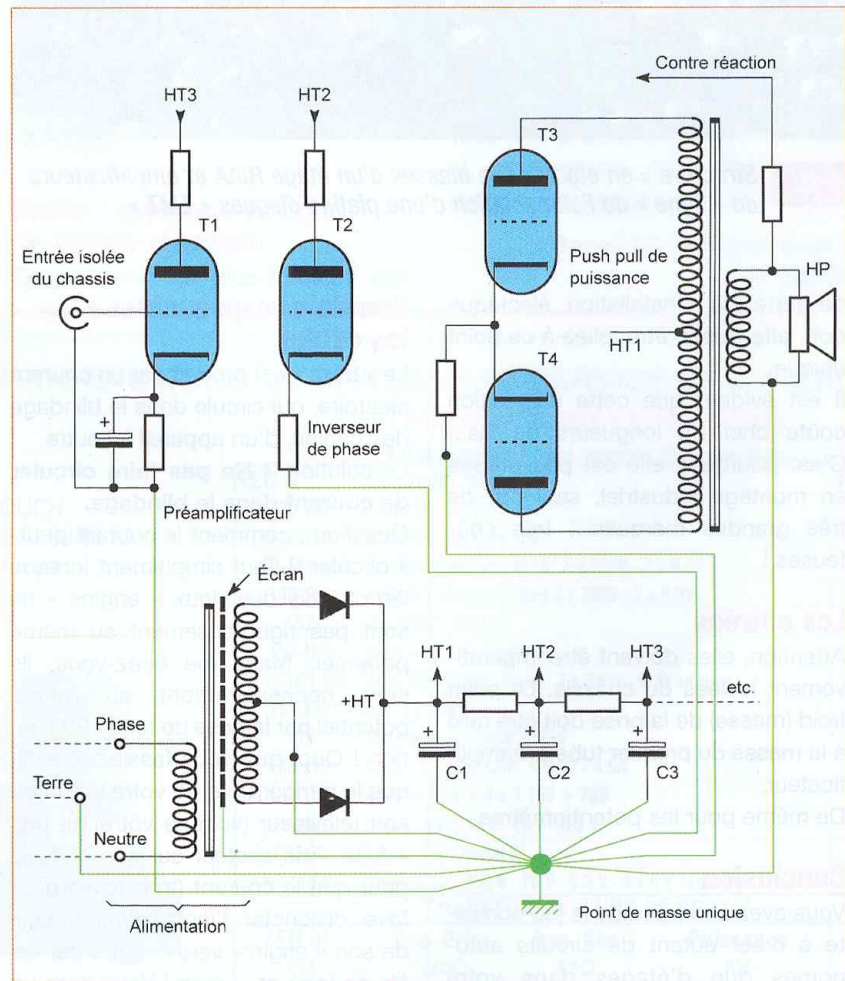 Contre réaction
HT3
HT2
T3
T1
T2
Entrée isolée
du chassis
Push pull de
puissance
HP
HT1
T4
+
Inverseur
de phase
Préamplificateur
Écran
HT1
HT2
HT3
+HT
etc.
Phase
+
+
+
C1
C2
C3
Terre
Neutre
Point de masse unique
Alimentation